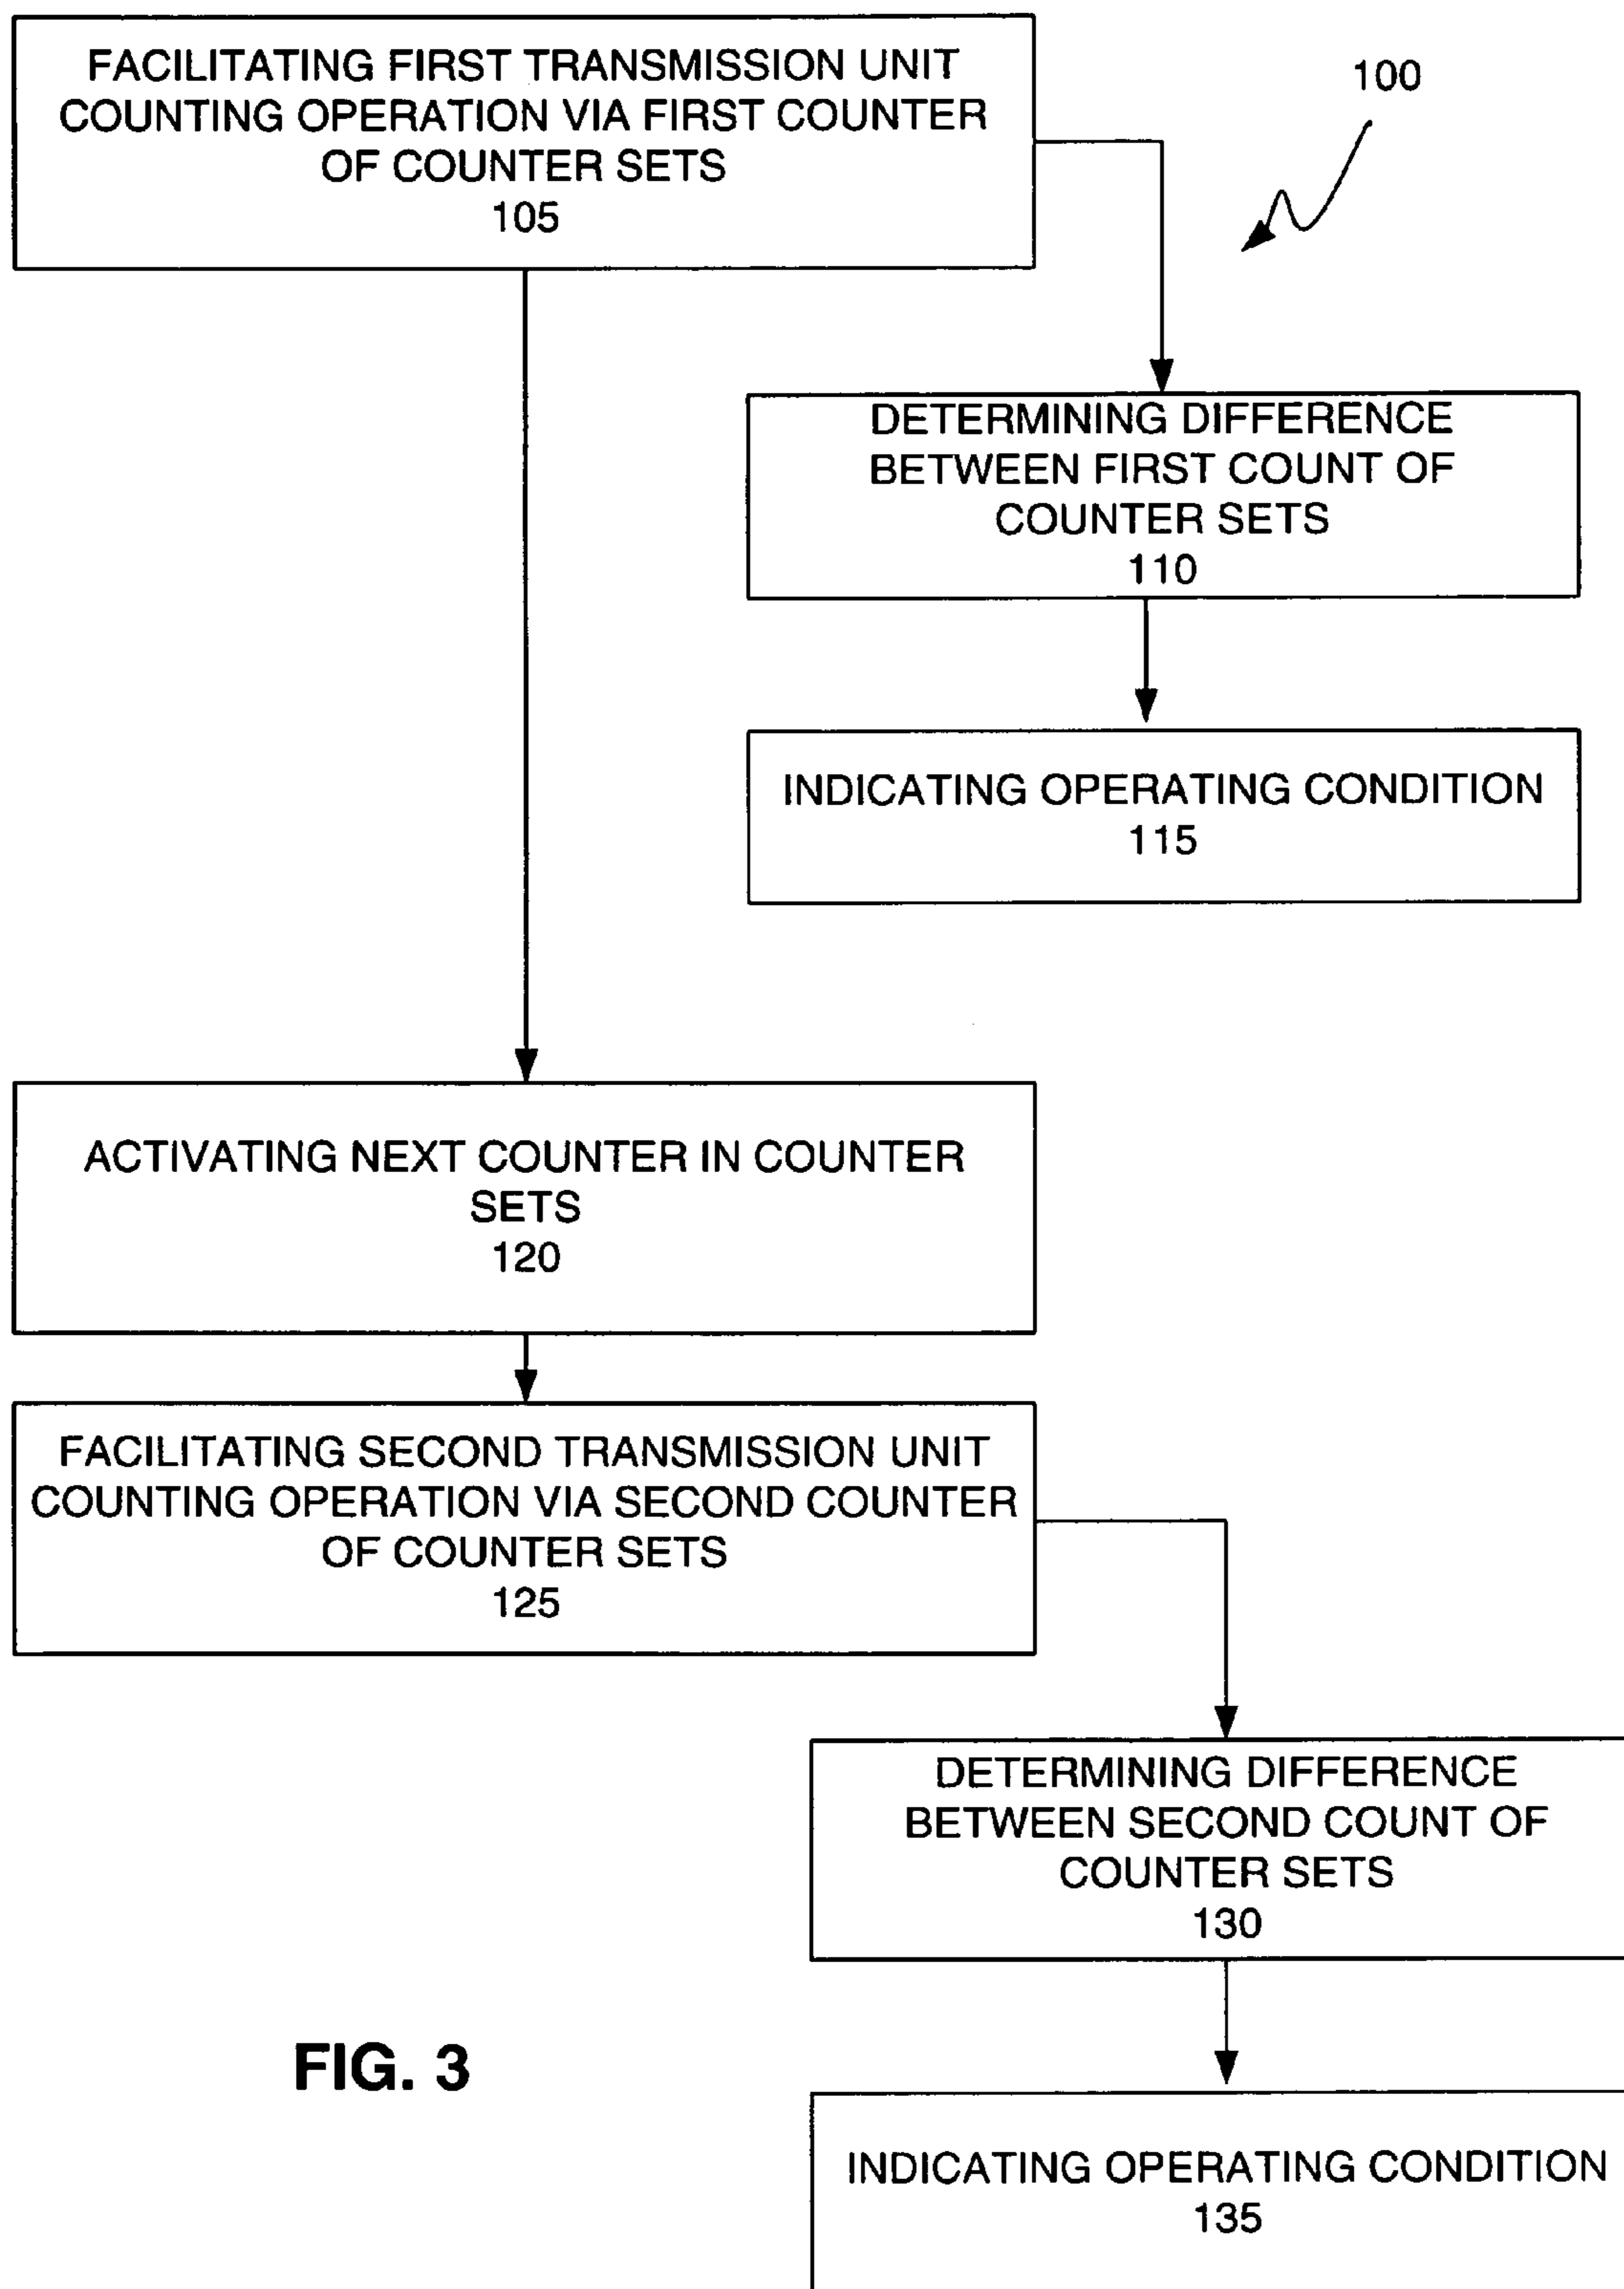 FACILITATING FIRST TRANSMISSION UNIT
COUNTING OPERATION VIA FIRST COUNTER
OF COUNTER SETS
105
100
DETERMINING DIFFERENCE
BETWEEN FIRST COUNT OF
COUNTER SETS
110
INDICATING OPERATING CONDITION
115
ACTIVATING NEXT COUNTER IN COUNTER
SETS
120
FACILITATING SECOND TRANSMISSION UNIT
COUNTING OPERATION VIA SECOND COUNTER
OF COUNTER SETS
125
DETERMINING DIFFERENCE
BETWEEN SECOND COUNT OF
COUNTER SETS
130
INDICATING OPERATING CONDITION
135
FIG. 3